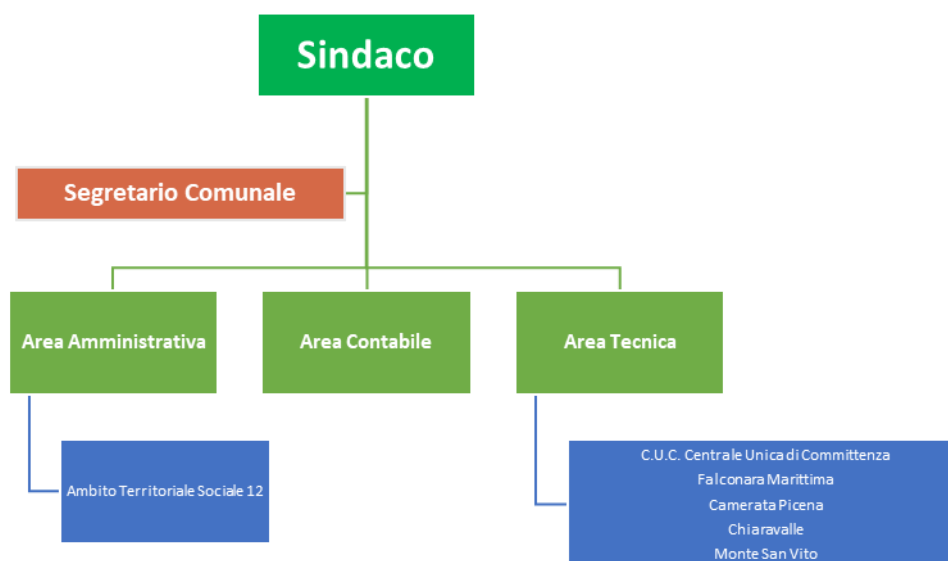 Sindaco
Segretario Comunale
Area Amministrativa
Area Contabile
Area Tecnica
Ambito Territoriale Sociale 12
C.U.C. Centrale Unica di Committenza
Falconara Marittima
Camerata Picena
Chiaravalle
Monte San Vito